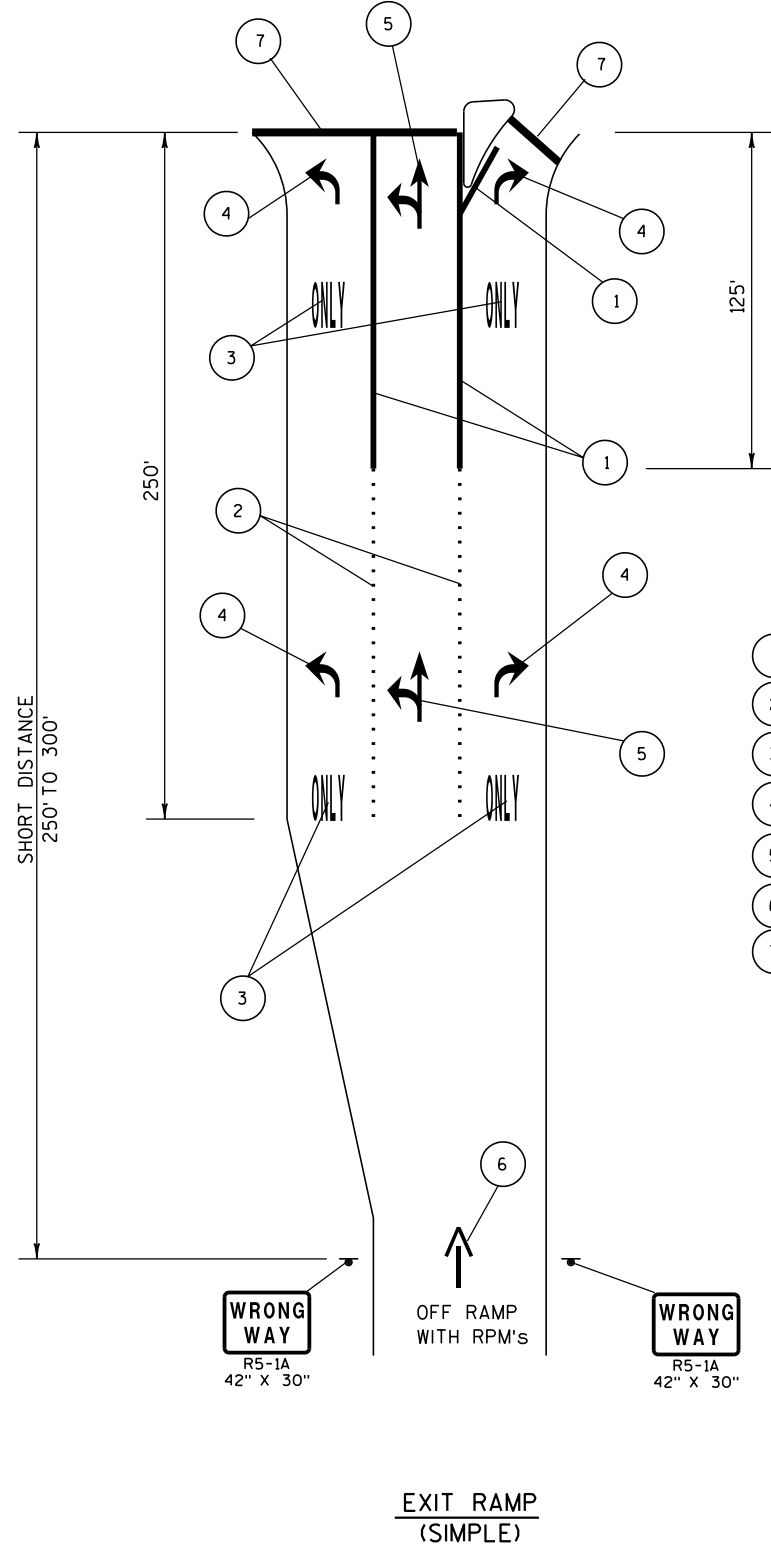 5
7
7
4
4
1
ONLY
ONLY
125'
3
1
250'
2
4
4
SHORT DISTANCE
250' TO 300'
5
ONLY
ONLY
5
6
3
6
OFF RAMP
WITH RPM's
WRONG
WAY
R5-1A
42" X 30"
WRONG
WAY
R5-1A
42" X 30"
EXIT RAMP
(SIMPLE)